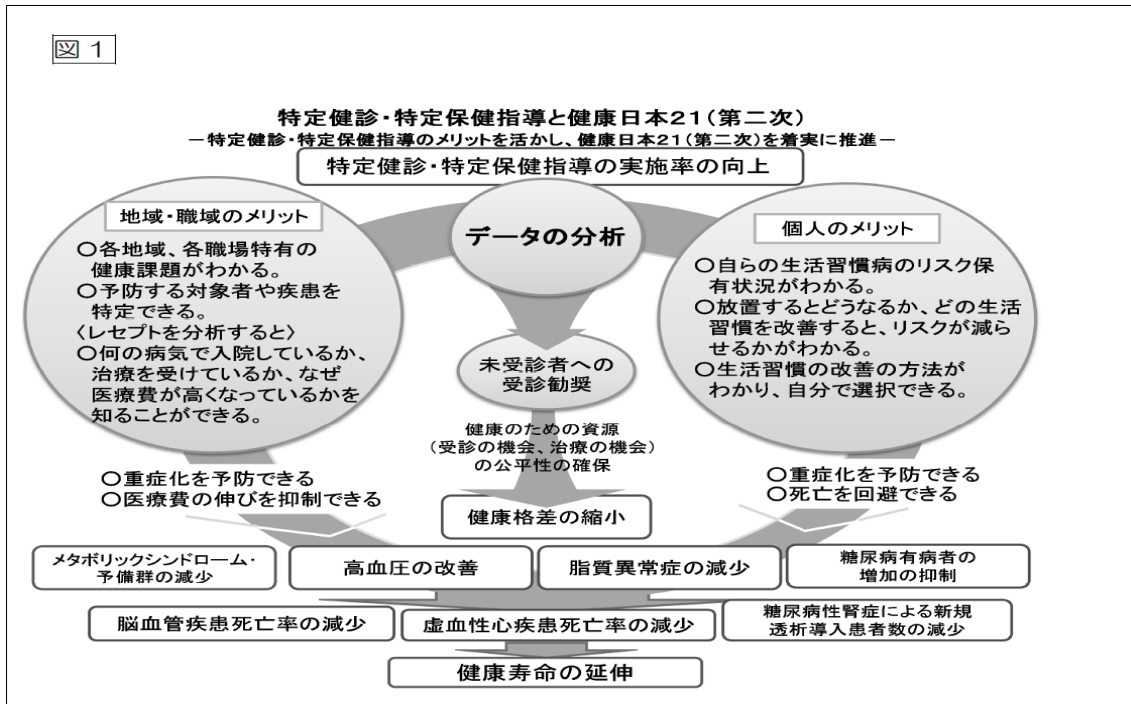 図 1
特定健診・特定保健指導と健康日本21(第二次)
－特定健診・特定保健指導のメリットを活かし、健康日本21(第二次)を着実に推進－
特定健診・特定保健指導の実施率の向上
地域・職域のメリット
○各地域、各職場特有の
健康課題がわかる。
○予防する対象者や疾患を
特定できる。
〈レセプトを分析すると〉
○何の病気で入院しているか、
治療を受けているか、なぜ
医療費が高くなっているかを
知ることができる。
データの分析
個人のメリット
○自らの生活習慣病のリスク保
有状況がわかる。
○放置するとどうなるか、どの生活
習慣を改善すると、リスクが減ら
せるかがわかる。
○生活習慣の改善の方法が
わかり、自分で選択できる。
未受診者への
受診勧奨
健康のための資源
(受診の機会、治療の機会)
の公平性の確保
○重症化を予防できる
○医療費の伸びを抑制できる
○重症化を予防できる
○死亡を回避できる
健康格差の縮小
メタボリックシンドローム・
予備群の減少
高血圧の改善
脂質異常症の減少
糖尿病有病者の
増加の抑制
脳血管疾患死亡率の減少
虚血性心疾患死亡率の減少
糖尿病性腎症による新規
透析導入患者数の減少
健康寿命の延伸